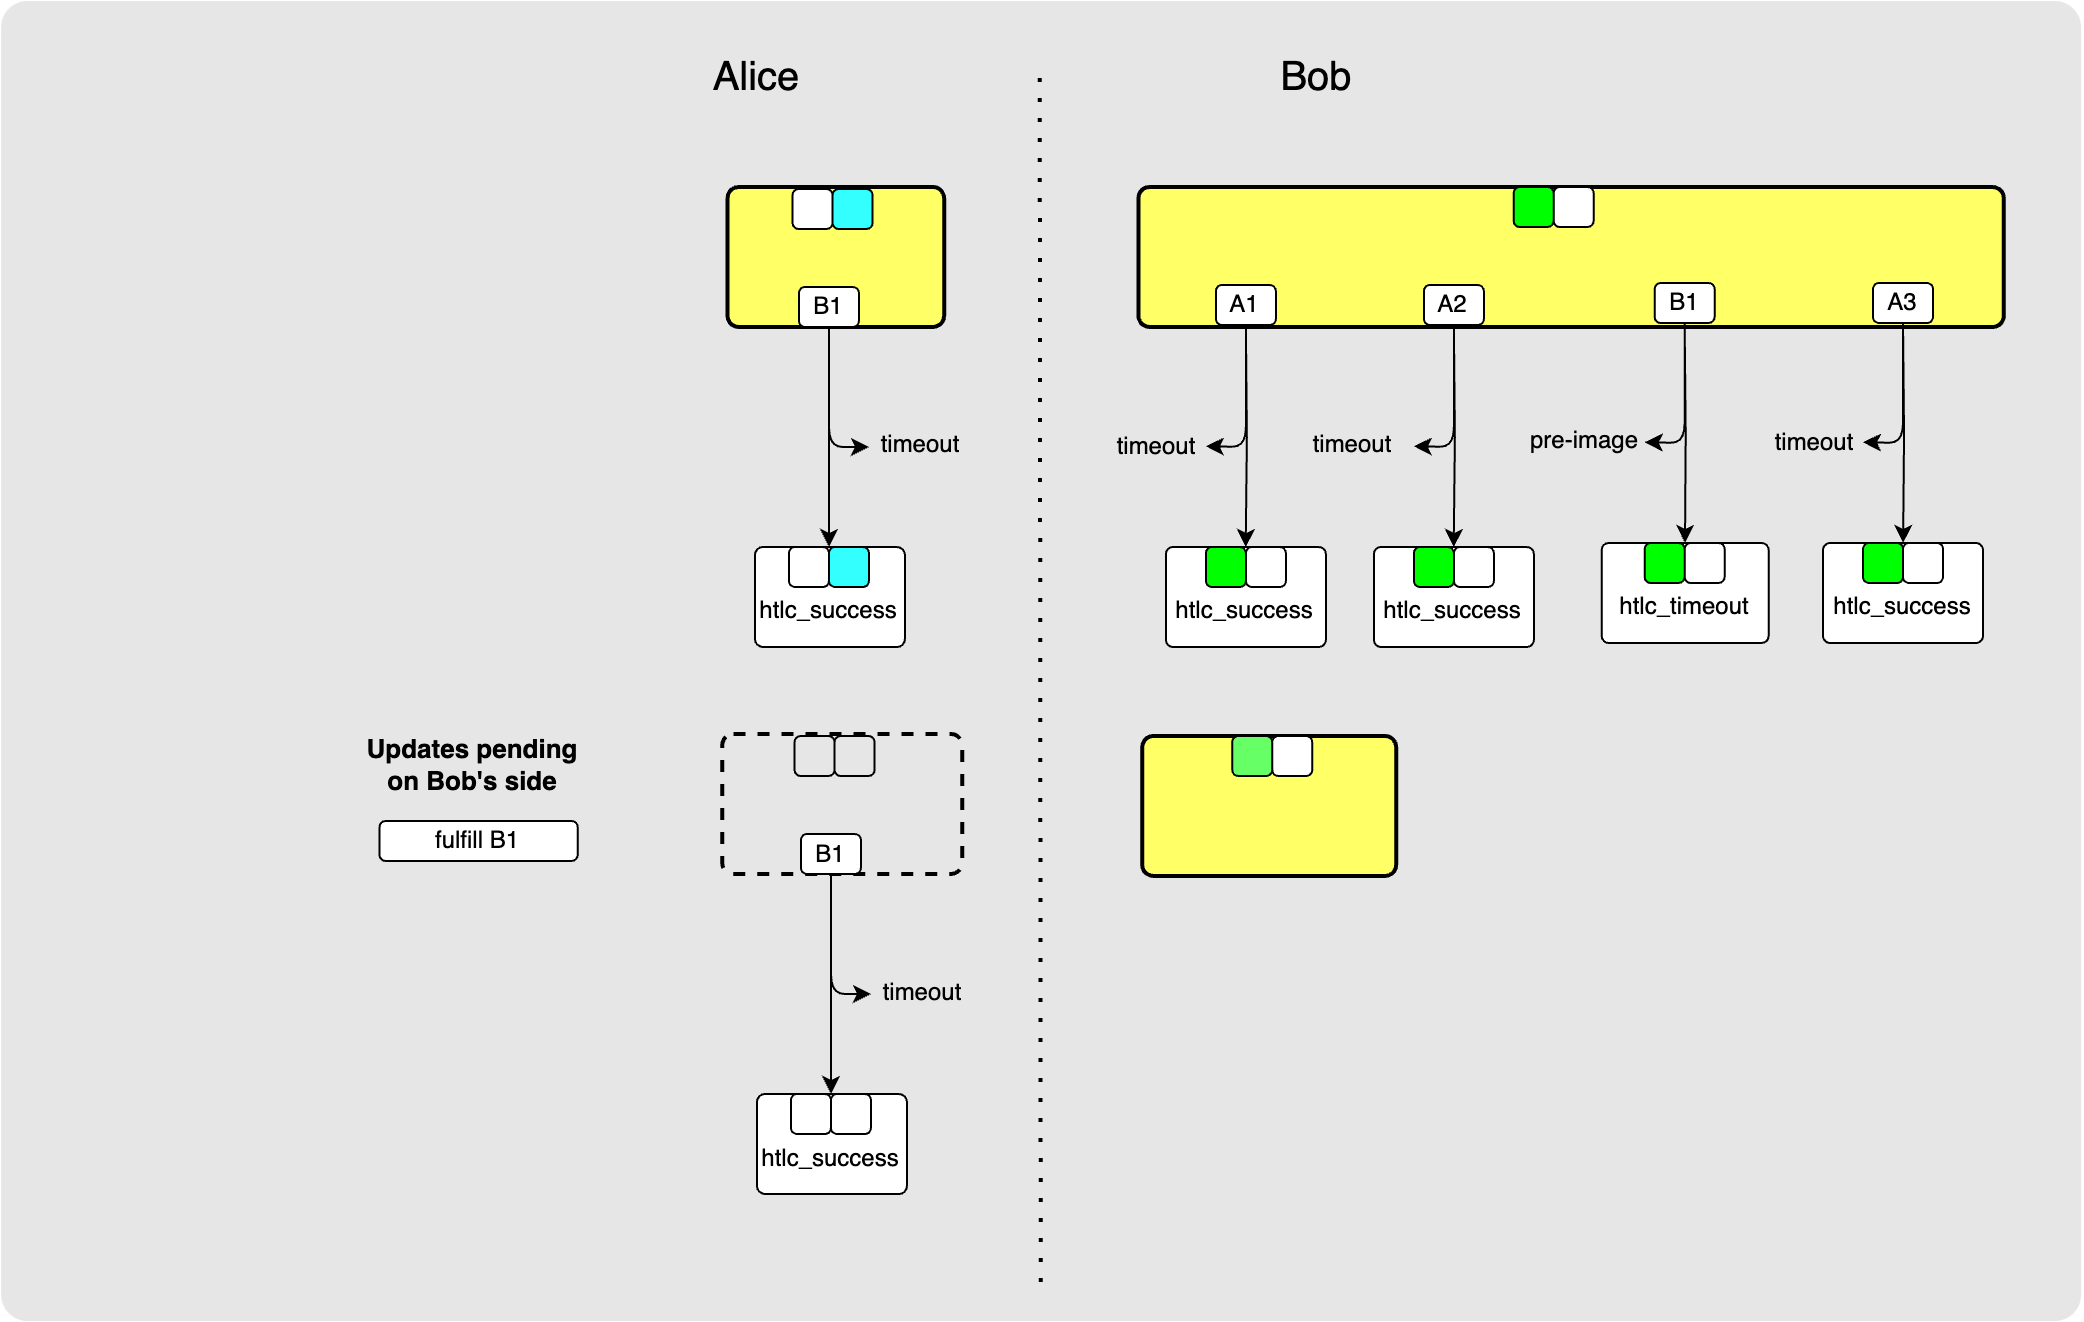 Alice
Bob
B1
A1
A2
B1
A3
timeout
timeout
timeout
pre-image
timeout
htlc_success
htlc_success
htlc_success
htlc_timeout
htlc_success
Updates pending
on Bob's side
fulfill B1
B1
timeout
htlc_success